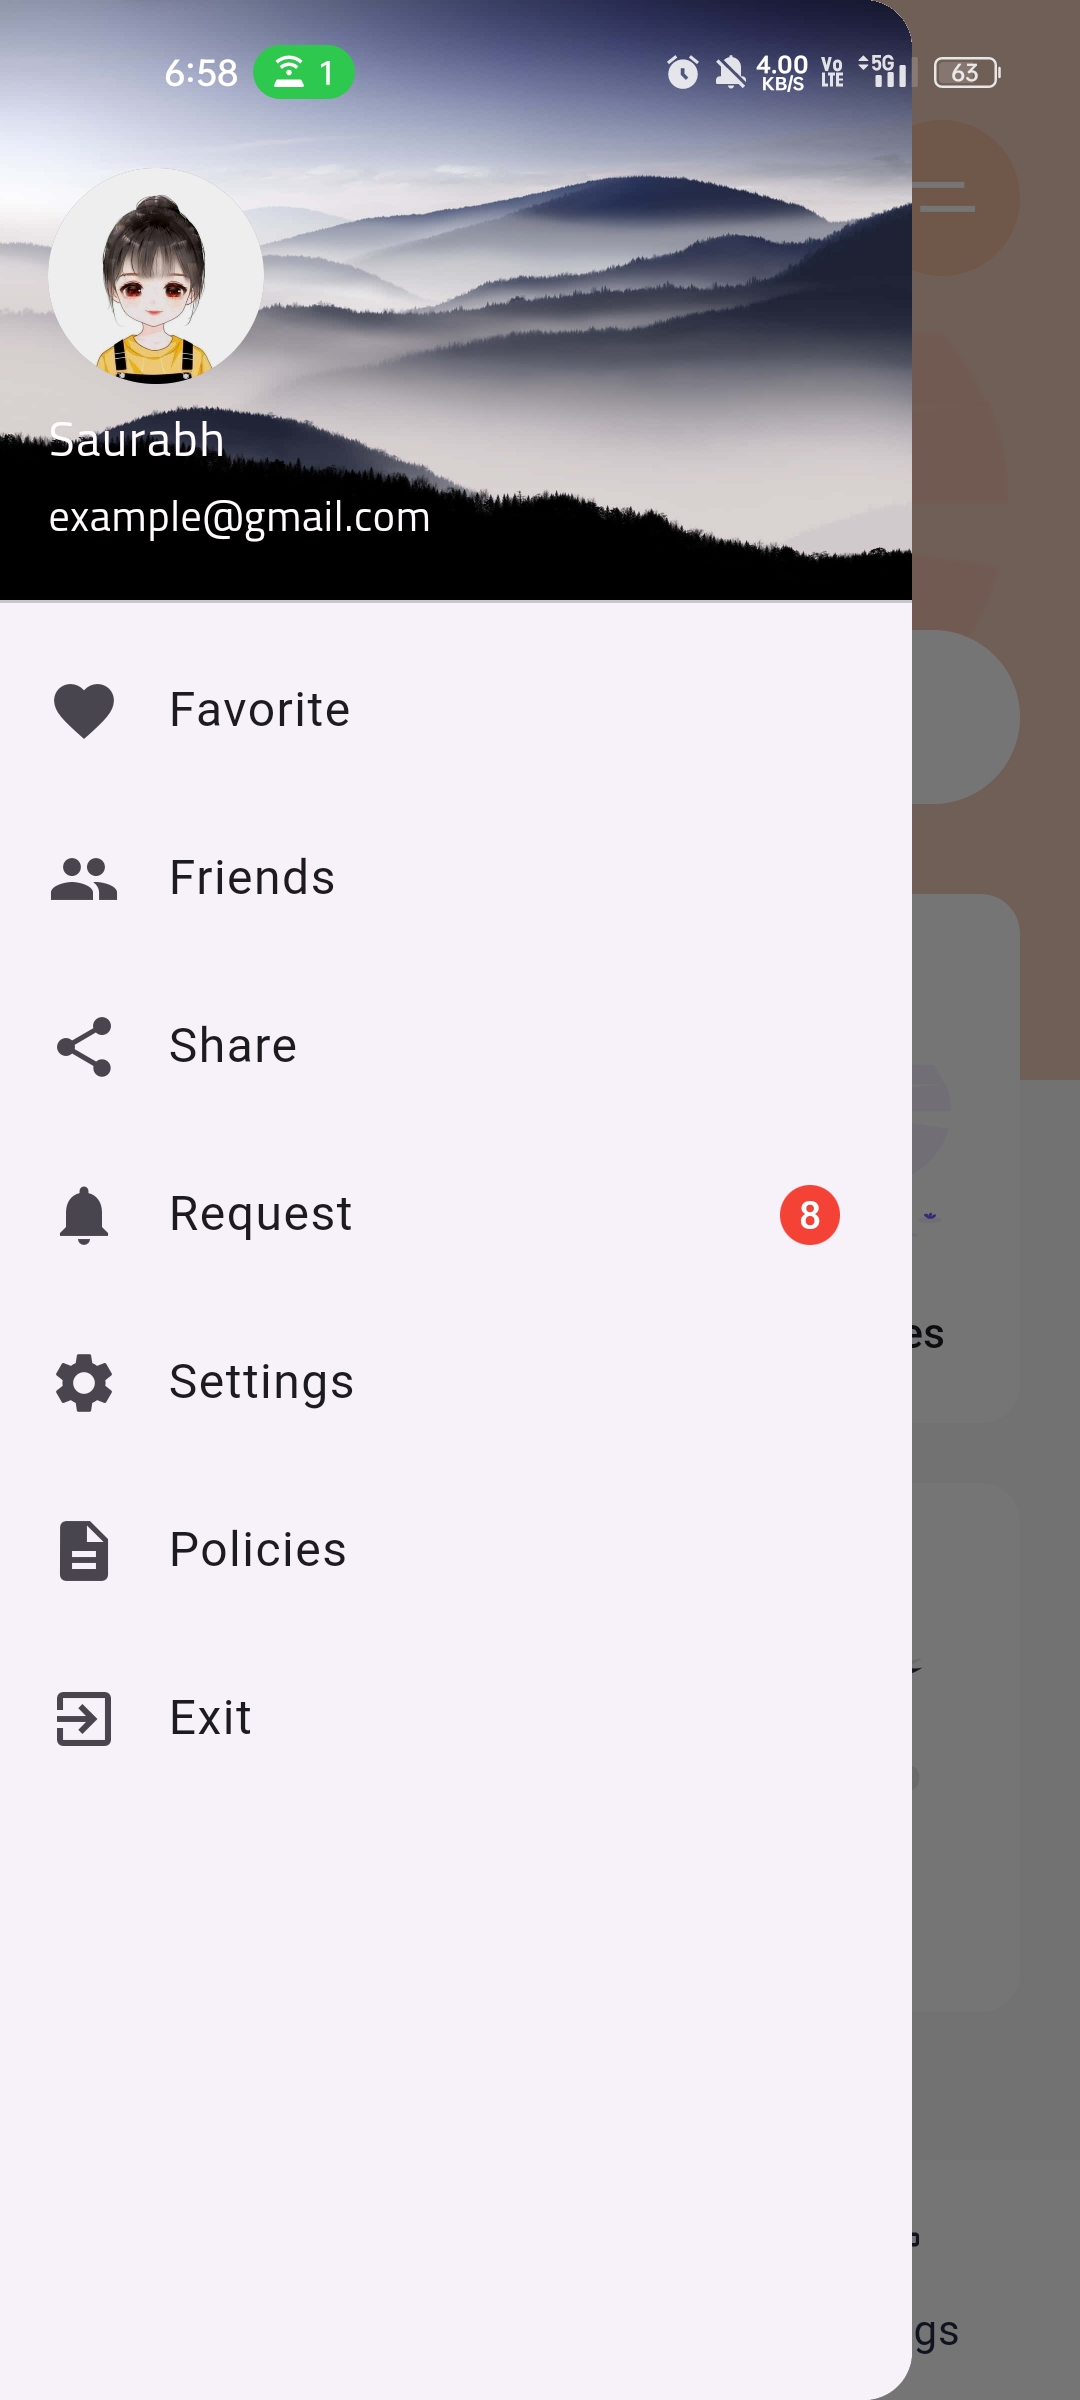 6:58 1 4.00 KB/S Vo LTE 5G 63
Saurabh
example@gmail.com
Favorite
Friends
Share
Request 8
es
Settings
Policies
Exit
gs